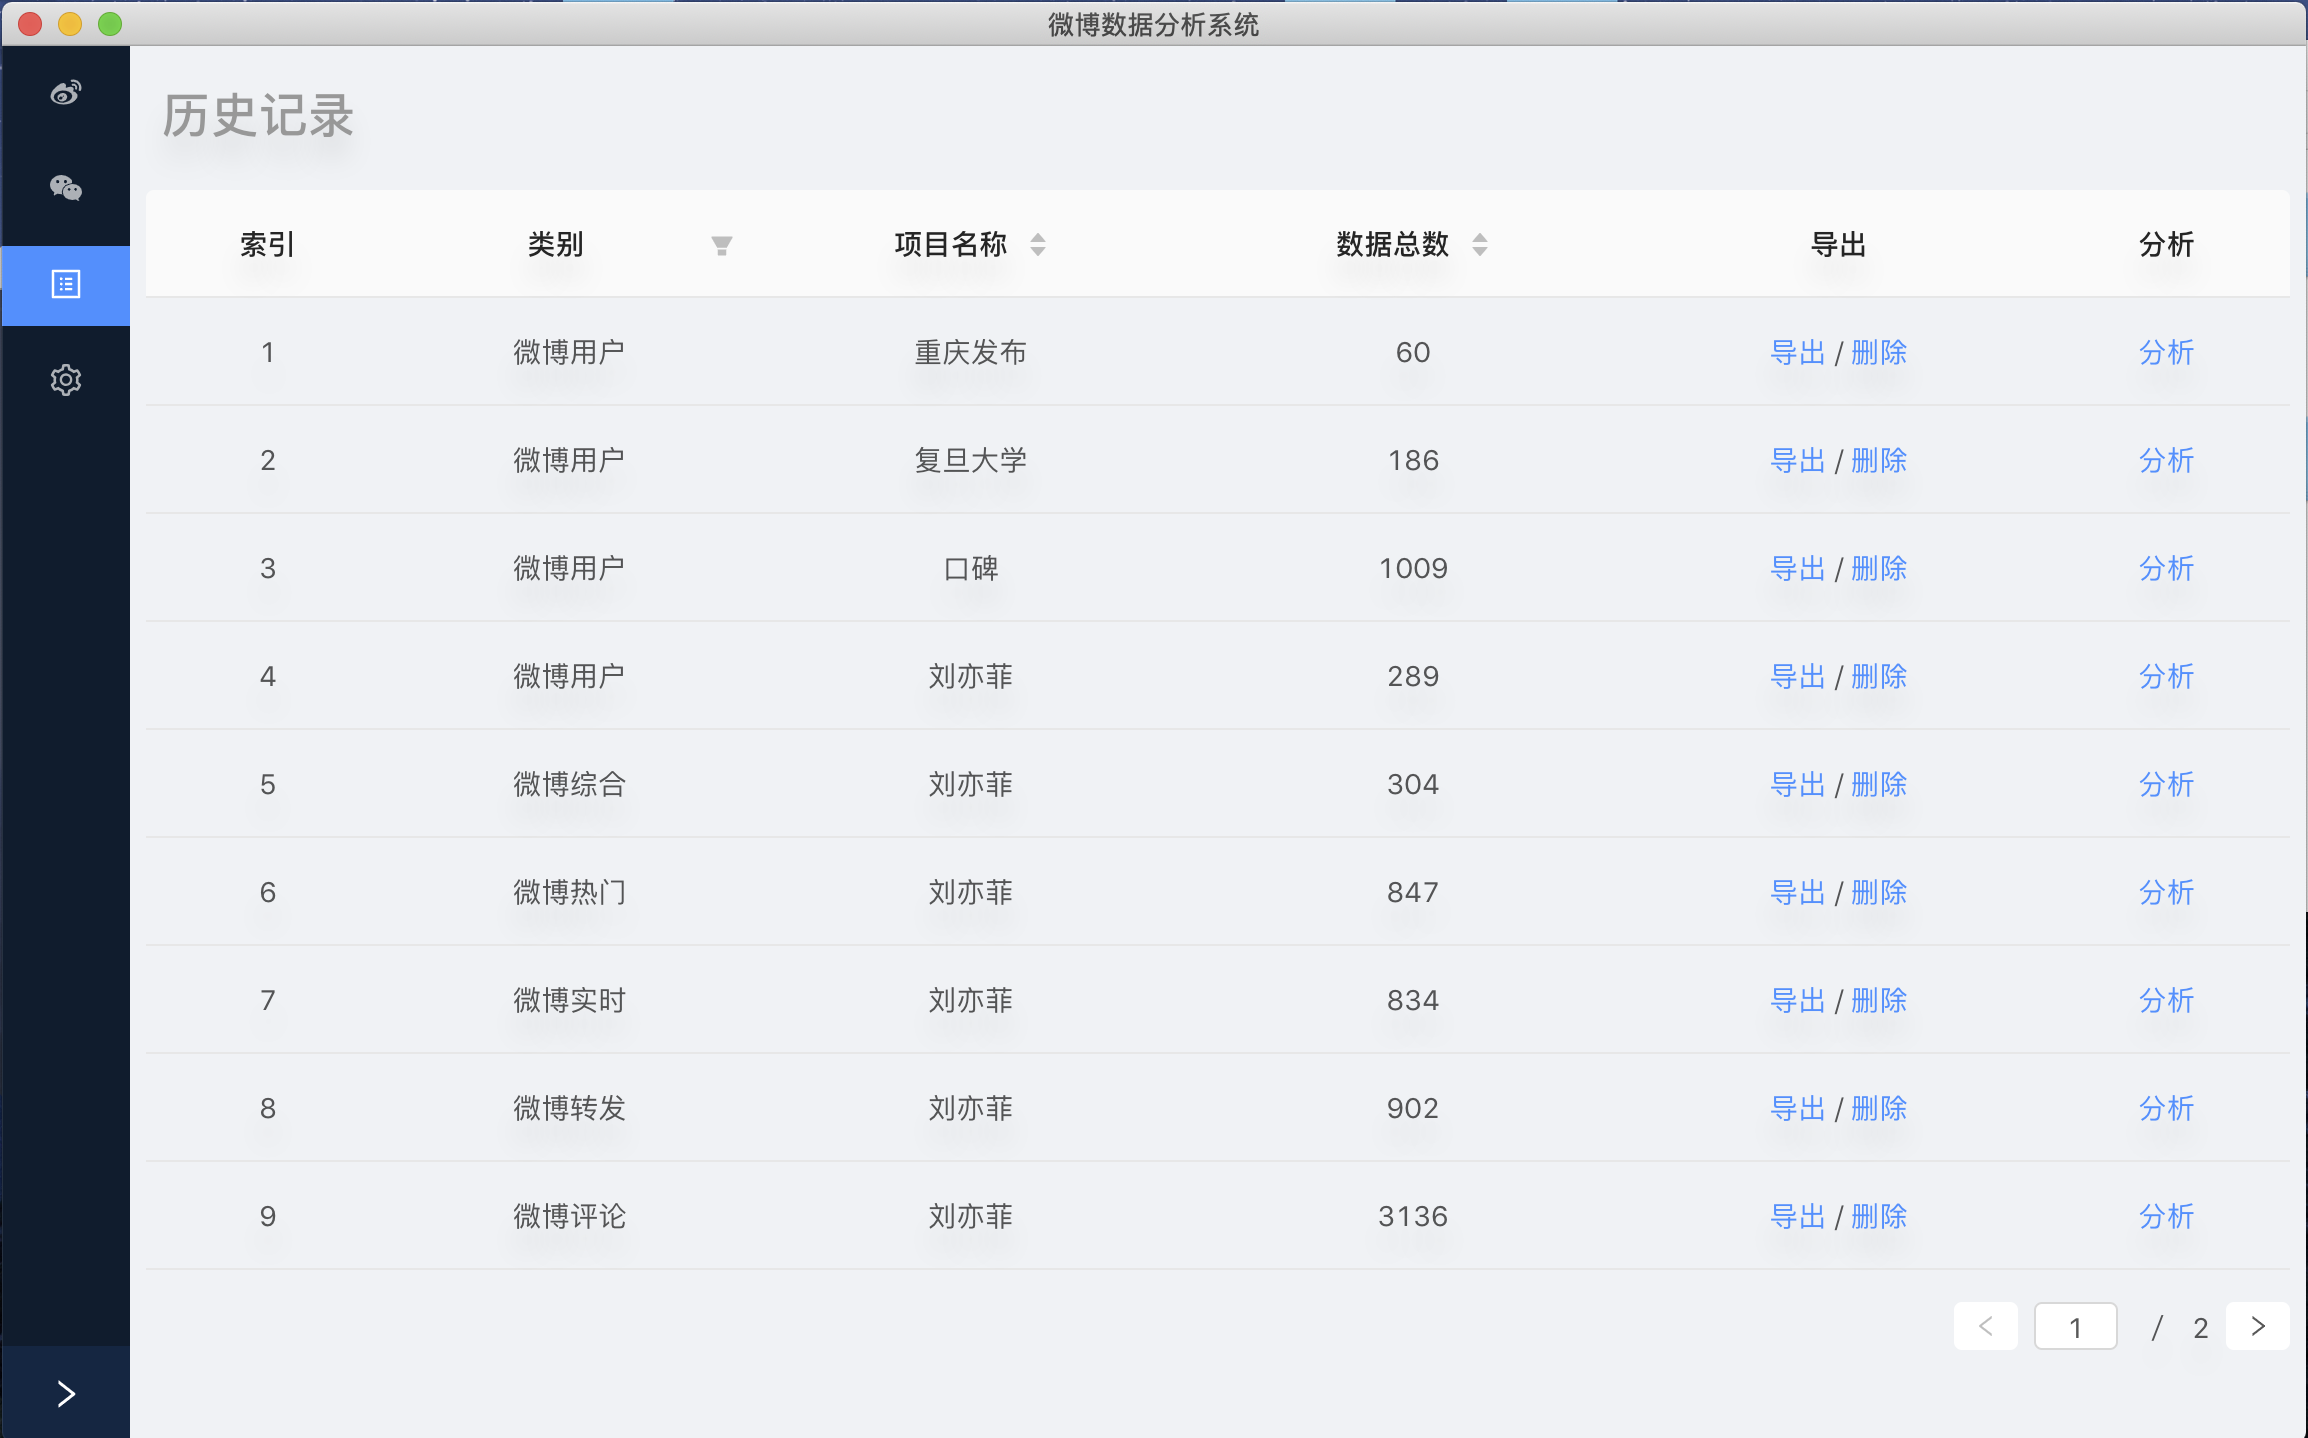 微博数据分析系统
历史记录
索引 类别 项目名称 数据总数 导出 分析
1 微博用户 重庆发布 60 导出 / 删除 分析
2 微博用户 复旦大学 186 导出 / 删除 分析
3 微博用户 口碑 1009 导出 / 删除 分析
4 微博用户 刘亦菲 289 导出 / 删除 分析
5 微博综合 刘亦菲 304 导出 / 删除 分析
6 微博热门 刘亦菲 847 导出 / 删除 分析
7 微博实时 刘亦菲 834 导出 / 删除 分析
8 微博转发 刘亦菲 902 导出 / 删除 分析
9 微博评论 刘亦菲 3136 导出 / 删除 分析
1 / 2